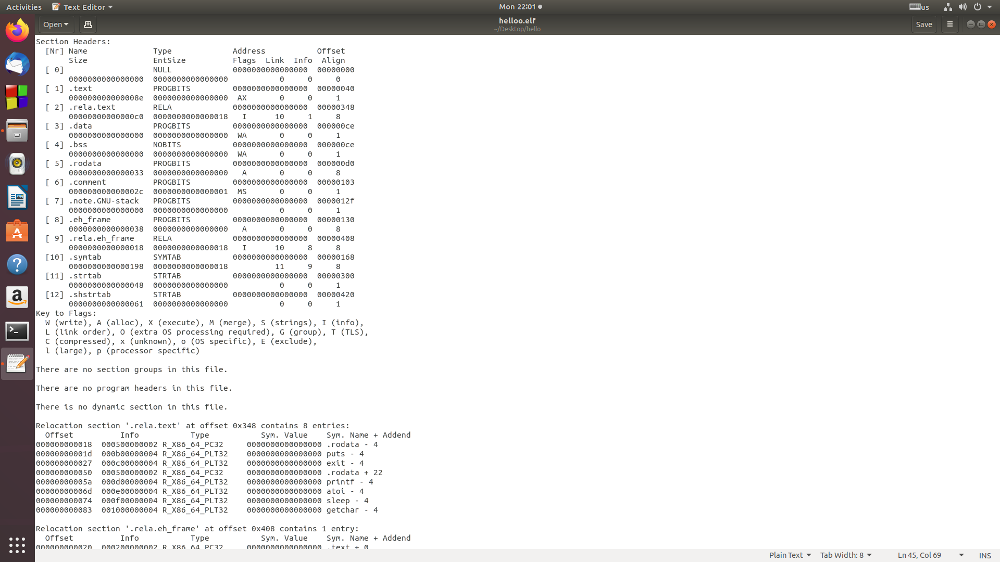 Activities Text Editor Mon 22:01 us
Open helloo.elf Save
~/Desktop/hello
Section Headers:
  [Nr] Name              Type             Address           Offset
       Size              EntSize          Flags  Link  Info  Align
  [ 0]                   NULL             0000000000000000  00000000
       0000000000000000  0000000000000000           0     0     0
  [ 1] .text             PROGBITS         0000000000000000  00000040
       000000000000008e  0000000000000000  AX       0     0     1
  [ 2] .rela.text        RELA             0000000000000000  00000348
       00000000000000c0  0000000000000018   I      10     1     8
  [ 3] .data             PROGBITS         0000000000000000  000000ce
       0000000000000000  0000000000000000  WA       0     0     1
  [ 4] .bss              NOBITS           0000000000000000  000000ce
       0000000000000000  0000000000000000  WA       0     0     1
  [ 5] .rodata           PROGBITS         0000000000000000  000000d0
       0000000000000033  0000000000000000   A       0     0     8
  [ 6] .comment          PROGBITS         0000000000000000  00000103
       000000000000002c  0000000000000001  MS       0     0     1
  [ 7] .note.GNU-stack   PROGBITS         0000000000000000  0000012f
       0000000000000000  0000000000000000           0     0     1
  [ 8] .eh_frame         PROGBITS         0000000000000000  00000130
       0000000000000038  0000000000000000   A       0     0     8
  [ 9] .rela.eh_frame    RELA             0000000000000000  00000408
       0000000000000018  0000000000000018   I      10     8     8
  [10] .symtab           SYMTAB           0000000000000000  00000168
       0000000000000198  0000000000000018          11     9     8
  [11] .strtab           STRTAB           0000000000000000  00000300
       0000000000000048  0000000000000000           0     0     1
  [12] .shstrtab         STRTAB           0000000000000000  00000420
       0000000000000061  0000000000000000           0     0     1
Key to Flags:
  W (write), A (alloc), X (execute), M (merge), S (strings), I (info),
  L (link order), O (extra OS processing required), G (group), T (TLS),
  C (compressed), x (unknown), o (OS specific), E (exclude),
  l (large), p (processor specific)
There are no section groups in this file.
There are no program headers in this file.
There is no dynamic section in this file.
Relocation section '.rela.text' at offset 0x348 contains 8 entries:
  Offset          Info           Type           Sym. Value    Sym. Name + Addend
000000000018  000500000002 R_X86_64_PC32     0000000000000000 .rodata - 4
00000000001d  000b00000004 R_X86_64_PLT32    0000000000000000 puts - 4
000000000027  000c00000004 R_X86_64_PLT32    0000000000000000 exit - 4
000000000050  000500000002 R_X86_64_PC32     0000000000000000 .rodata + 22
00000000005a  000d00000004 R_X86_64_PLT32    0000000000000000 printf - 4
00000000006d  000e00000004 R_X86_64_PLT32    0000000000000000 atoi - 4
000000000074  000f00000004 R_X86_64_PLT32    0000000000000000 sleep - 4
000000000083  001000000004 R_X86_64_PLT32    0000000000000000 getchar - 4
Relocation section '.rela.eh_frame' at offset 0x408 contains 1 entry:
  Offset          Info           Type           Sym. Value    Sym. Name + Addend
000000000020  000200000002 R_X86_64_PC32     0000000000000000 .text + 0
Plain Text Tab Width: 8 Ln 45, Col 69 INS